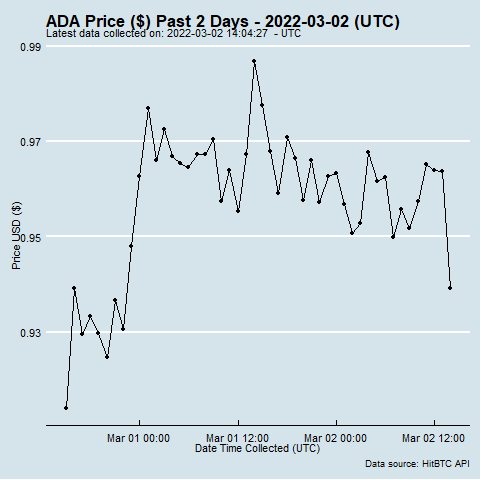 ADA Price ($) Past 2 Days - 2022-03-02 (UTC)
Latest data collected on: 2022-03-02 14:04:27  - UTC
0.99
0.97
0.95
0.93
Price USD ($)
Mar 01 00:00
Mar 01 12:00
Mar 02 00:00
Mar 02 12:00
Date Time Collected (UTC)
Data source: HitBTC API